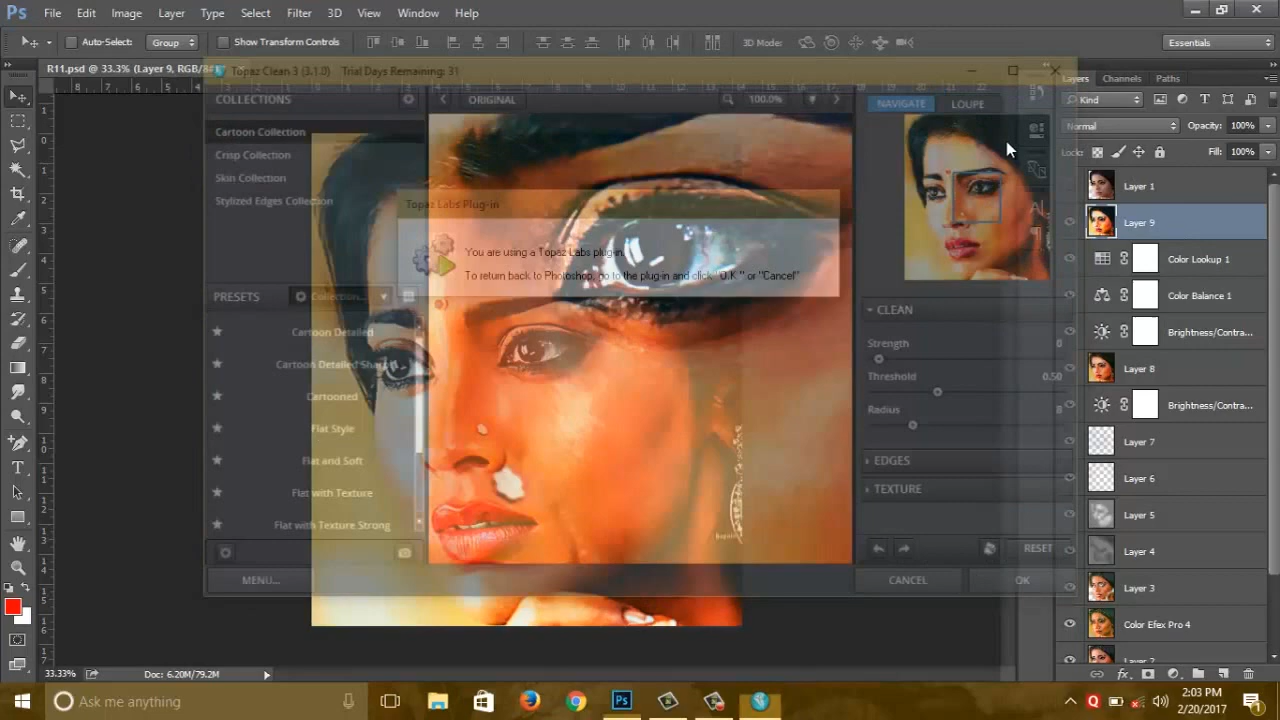 Ps File Edit Image Layer Type Select Filter 3D View Window Help
Auto-Select: Group Show Transform Controls 3D Mode: Essentials
R11.psd @ 33.3% (Layer 9, RGB/8#
Topaz Clean 3 (3.1.0) Trial Days Remaining: 31
Layers Channels Paths
COLLECTIONS
ORIGINAL 100.0%
NAVIGATE LOUPE
Kind
Normal Opacity: 100%
Lock: Fill: 100%
Cartoon Collection
Crisp Collection
Skin Collection
Stylized Edges Collection
Topaz Labs Plug-in
You are using a Topaz Labs plug-in.
To return back to Photoshop, go to the plug-in and click "O.K." or "Cancel"
PRESETS Collection...
Cartoon Detailed
Cartoon Detailed
Cartooned
Flat Style
Flat and Soft
Flat with Texture
Flat with Texture Strong
MENU...
CLEAN
Strength 0
Threshold 0.50
Radius 8
EDGES
TEXTURE
RESET
CANCEL OK
Layer 1
Layer 9
Color Lookup 1
Color Balance 1
Brightness/Contra...
Layer 8
Brightness/Contra...
Layer 7
Layer 6
Layer 5
Layer 4
Layer 3
Color Efex Pro 4
Layer 2
33.33% Doc: 6.20M/79.2M
Ask me anything
2:03 PM
2/20/2017